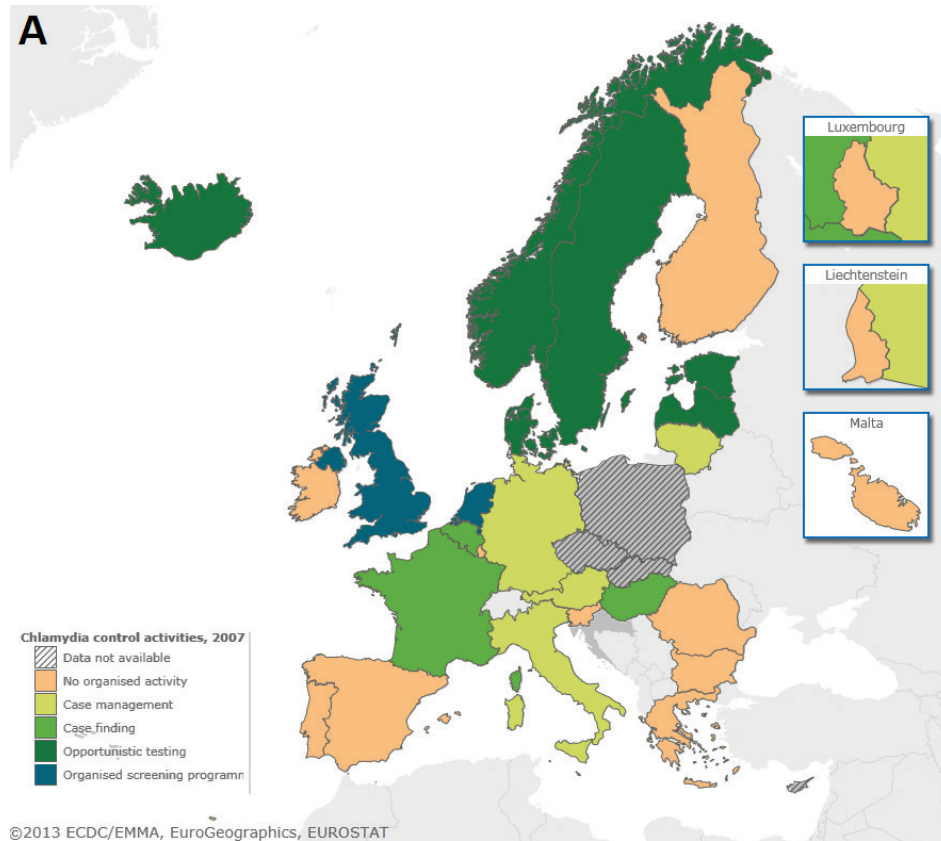 A
Luxembourg
Liechtenstein
Malta
Chlamydia control activities, 2007
Data not available
No organised activity
Case management
Case finding
Opportunistic testing
Organised screening programm
©2013 ECDC/EMMA, EuroGeographics, EUROSTAT